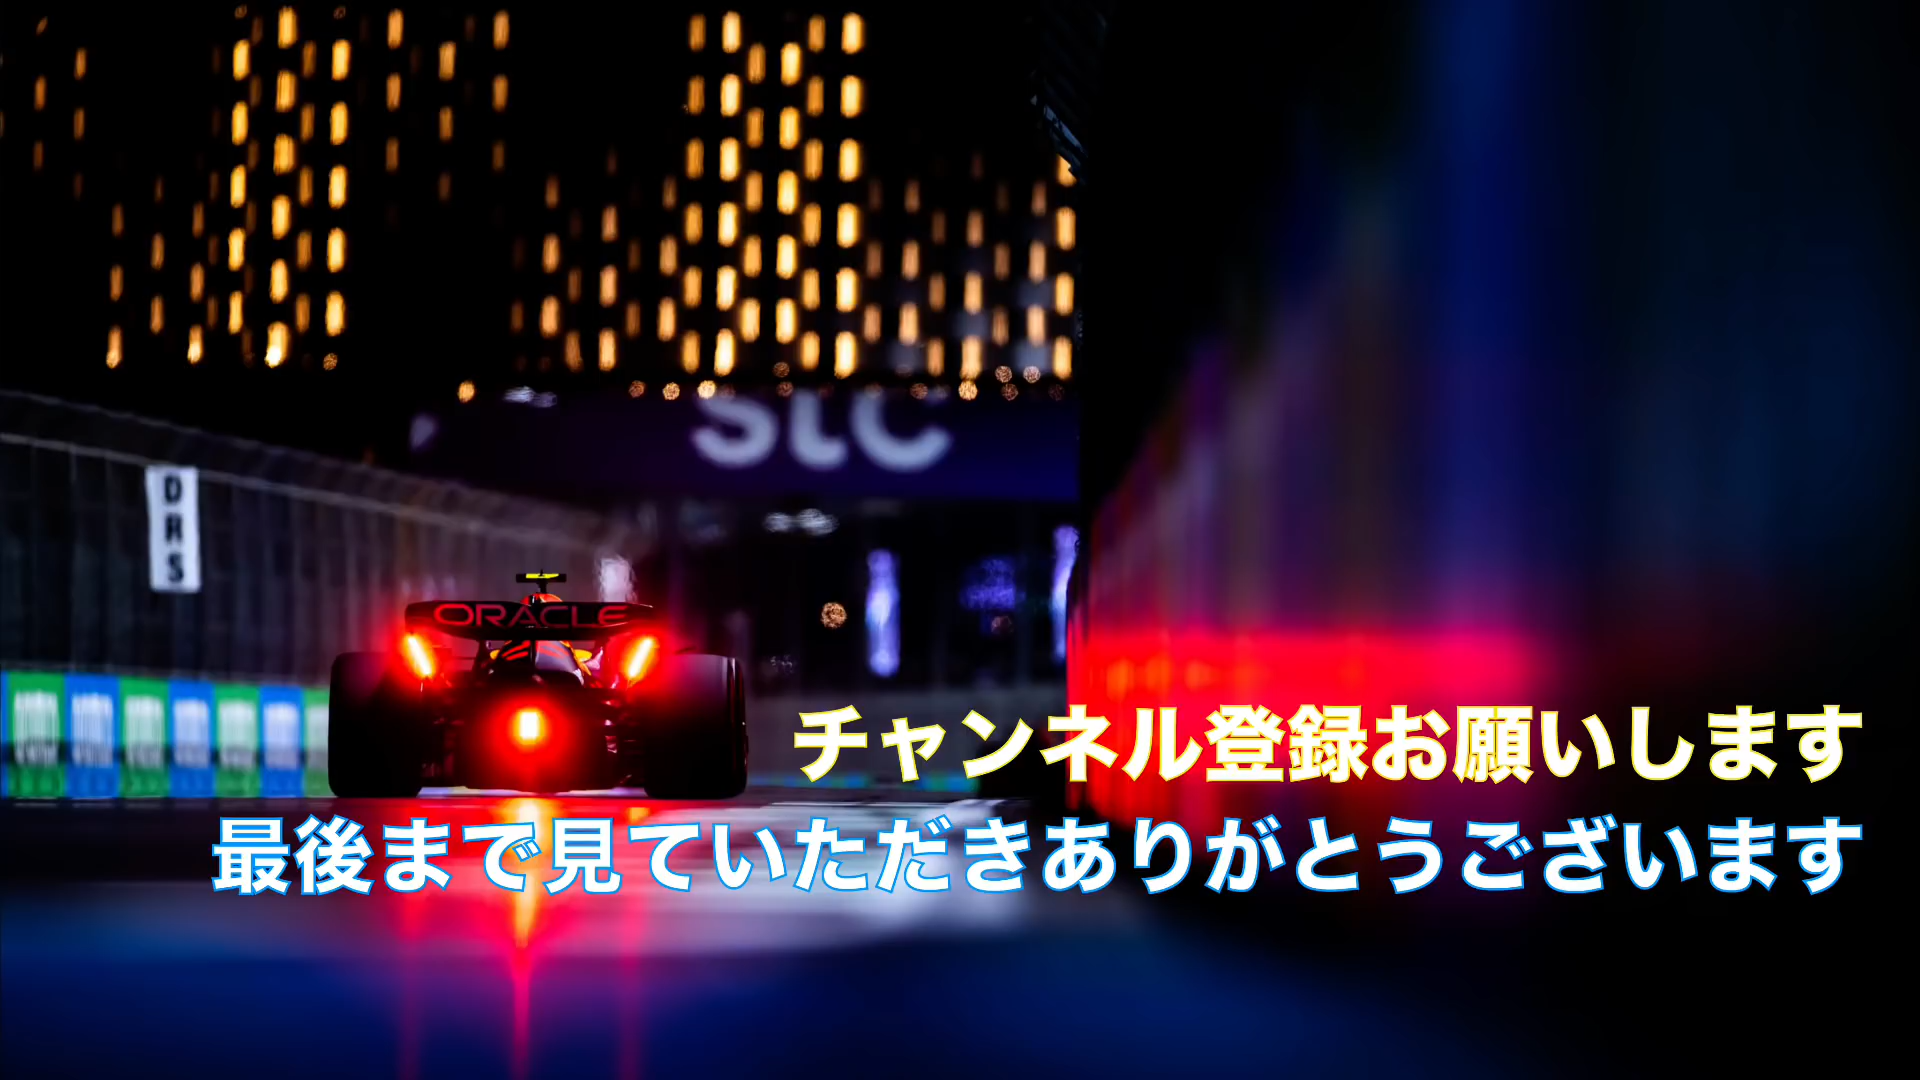 stc
DRS
ORACLE
チャンネル登録お願いします
最後まで見ていただきありがとうございます